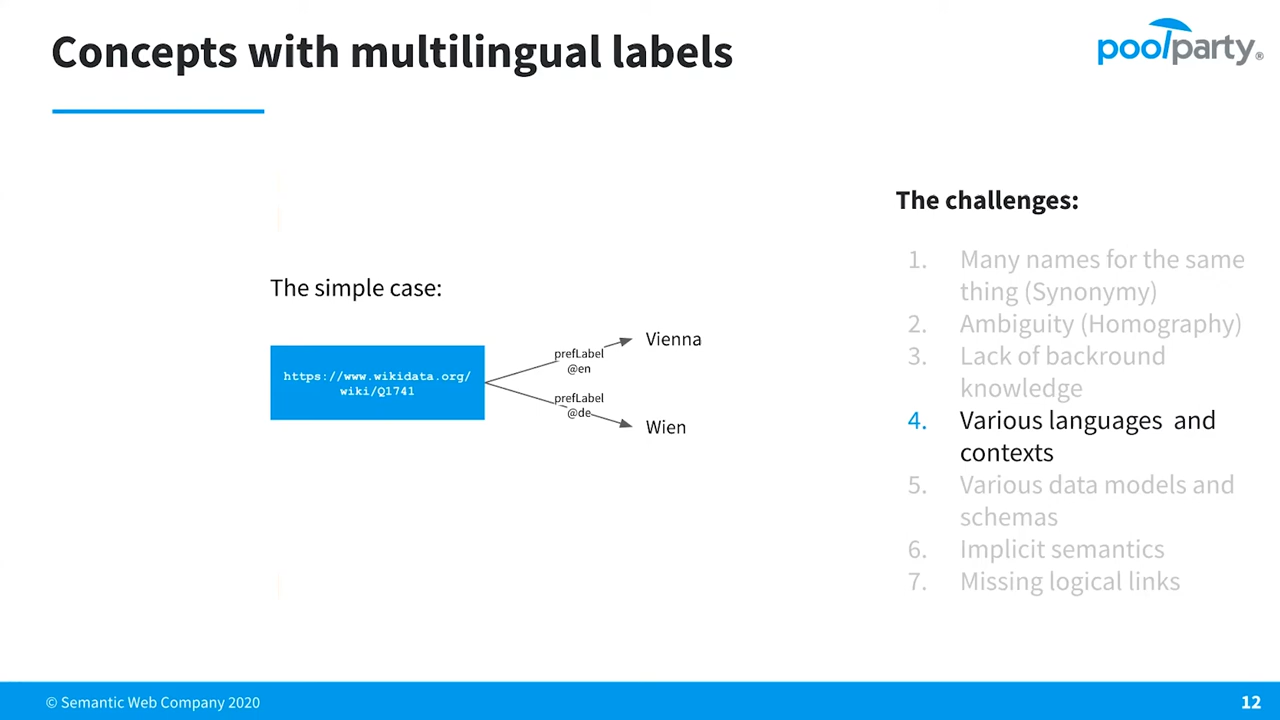 Concepts with multilingual labels
poolparty®
The challenges:
1. Many names for the same
thing (Synonymy)
2. Ambiguity (Homography)
3. Lack of backround
knowledge
4. Various languages and
contexts
5. Various data models and
schemas
6. Implicit semantics
7. Missing logical links
The simple case:
https://www.wikidata.org/
wiki/Q1741
prefLabel
@en
Vienna
prefLabel
@de
Wien
© Semantic Web Company 2020
12